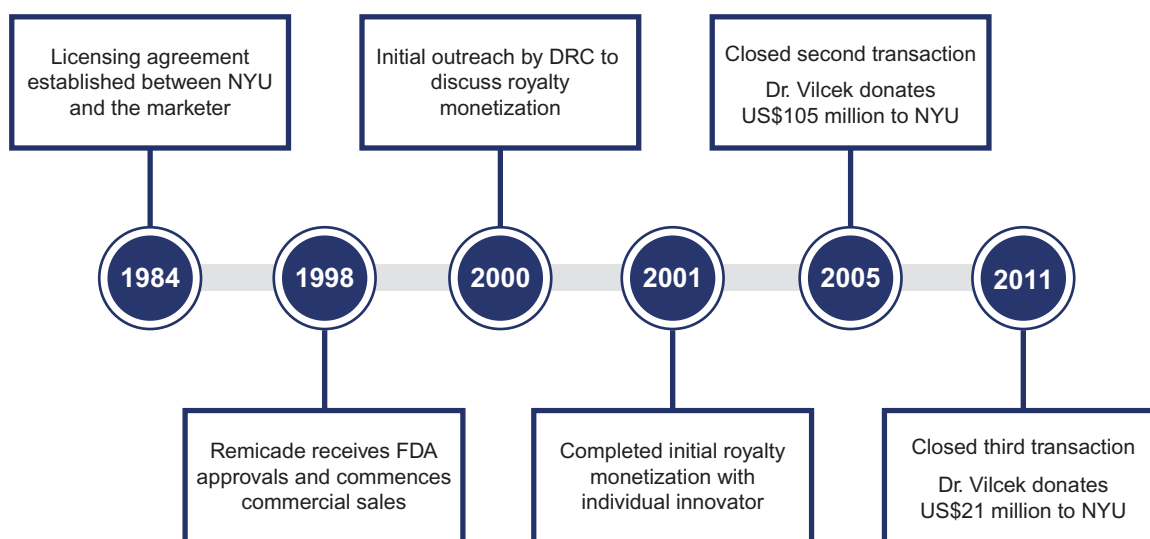 Licensing agreement
established between NYU
and the marketer
Initial outreach by DRC to
discuss royalty
monetization
Closed second transaction
Dr. Vilcek donates
US$105 million to NYU
1984
1998
2000
2001
2005
2011
Remicade receives FDA
approvals and commences
commercial sales
Completed initial royalty
monetization with
individual innovator
Closed third transaction
Dr. Vilcek donates
US$21 million to NYU